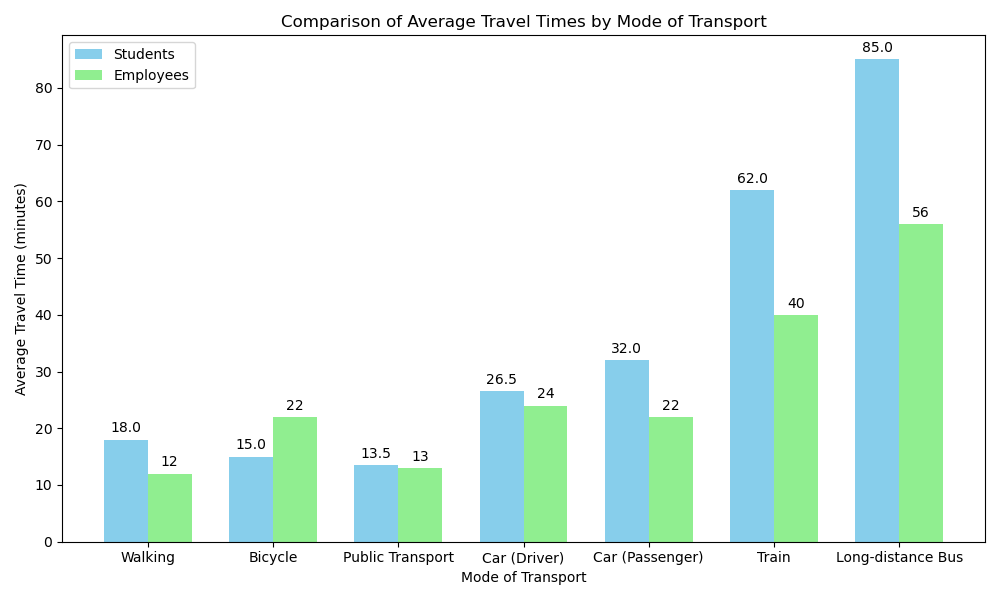 Comparison of Average Travel Times by Mode of Transport
Students
Employees
Average Travel Time (minutes)
80
70
60
50
40
30
20
10
0
18.0
12
15.0
22
13.5
13
26.5
24
32.0
22
62.0
40
85.0
56
Walking
Bicycle
Public Transport
Car (Driver)
Car (Passenger)
Train
Long-distance Bus
Mode of Transport